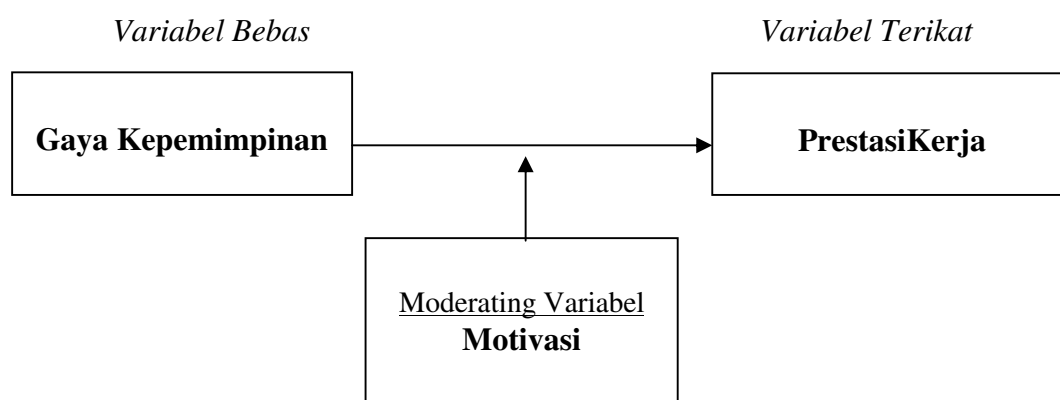 Variabel Bebas
Variabel Terikat
Gaya Kepemimpinan
PrestasiKerja
Moderating Variabel
Motivasi